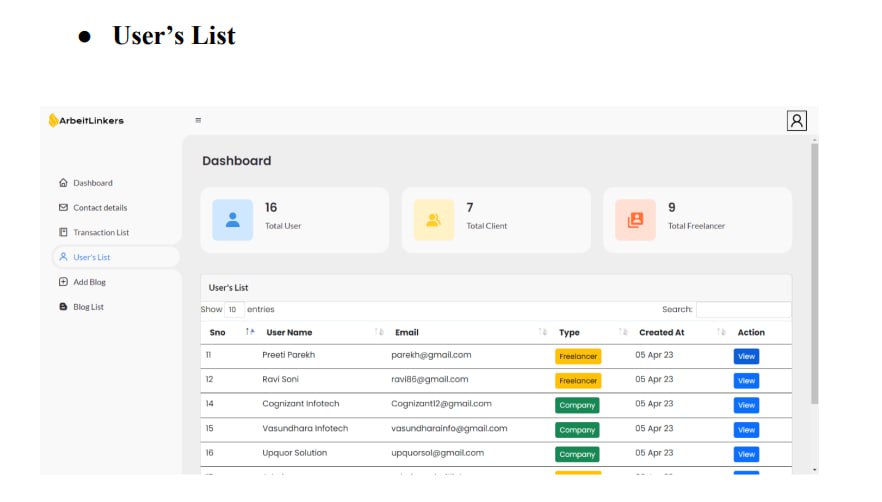 ● User's List
ArbeitLinkers
Dashboard
Dashboard
Contact details
Transaction List
User's List
Add Blog
Blog List
16
Total User
7
Total Client
9
Total Freelancer
User's List
Show 10 entries Search:
Sno User Name Email Type Created At Action
11 Preeti Parekh parekh@gmail.com Freelancer 05 Apr 23 View
12 Ravi Soni ravi86@gmail.com Freelancer 05 Apr 23 View
14 Cognizant Infotech Cognizant12@gmail.com Company 05 Apr 23 View
15 Vasundhara Infotech vasundharainfo@gmail.com Company 05 Apr 23 View
16 Upquor Solution upquorsol@gmail.com Company 05 Apr 23 View